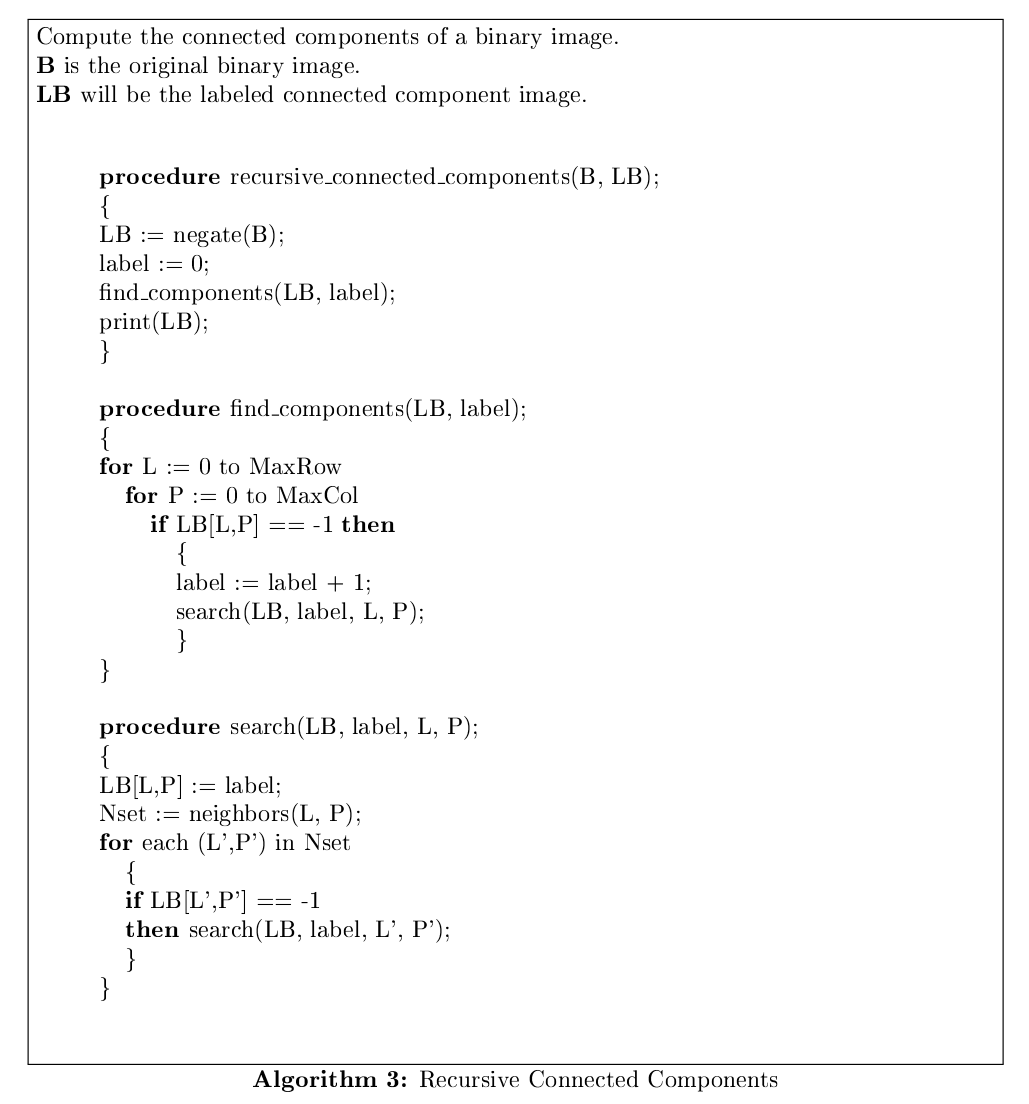 Compute the connected components of a binary image.
B is the original binary image.
LB will be the labeled connected component image.
procedure recursive_connected_components(B, LB);
{
LB := negate(B);
label := 0;
find_components(LB, label);
print(LB);
}
procedure find_components(LB, label);
{
for L := 0 to MaxRow
for P := 0 to MaxCol
if LB[L,P] == -1 then
{
label := label + 1;
search(LB, label, L, P);
}
}
procedure search(LB, label, L, P);
{
LB[L,P] := label;
Nset := neighbors(L, P);
for each (L',P') in Nset
{
if LB[L',P'] == -1
then search(LB, label, L', P');
}
}
Algorithm 3: Recursive Connected Components